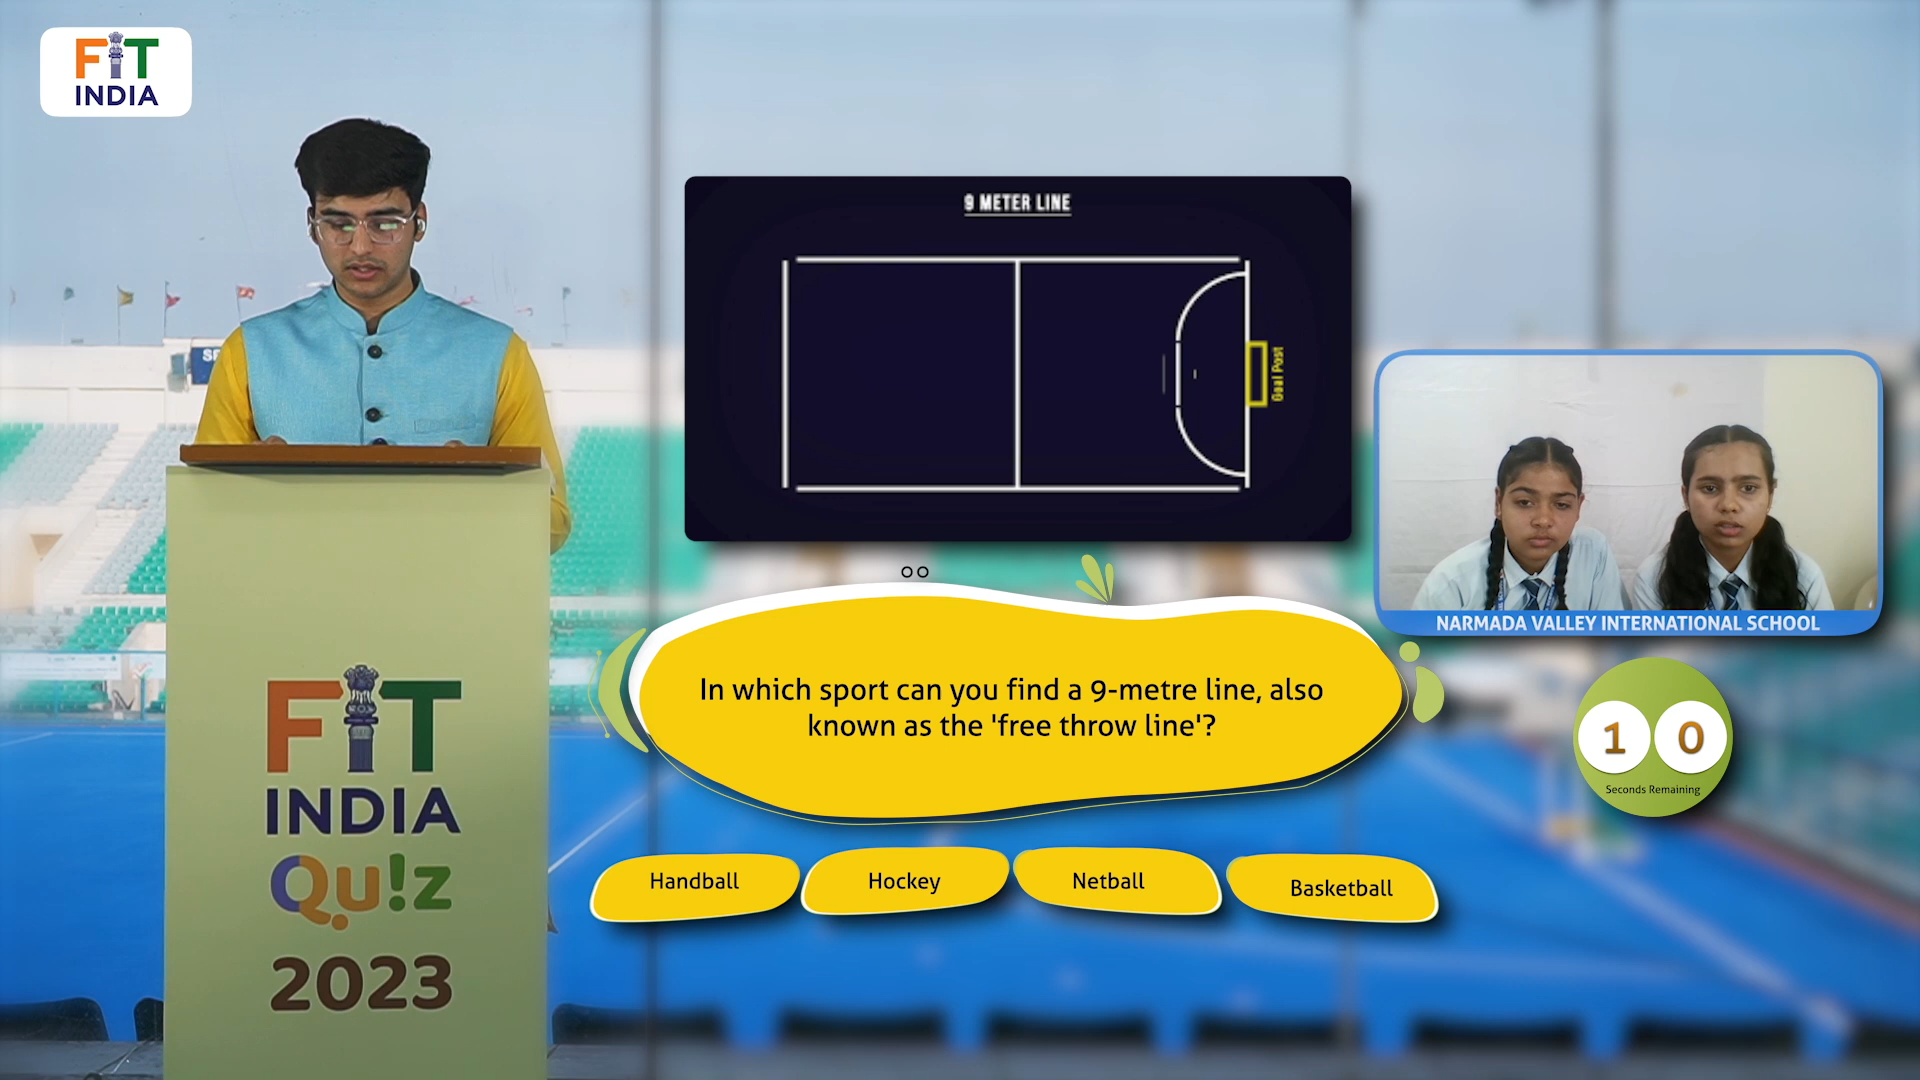 FIT
INDIA
9 METER LINE
Goal Post
NARMADA VALLEY INTERNATIONAL SCHOOL
In which sport can you find a 9-metre line, also
known as the 'free throw line'?
1 0
Seconds Remaining
Handball
Hockey
Netball
Basketball
FIT
INDIA
Qu!z
2023